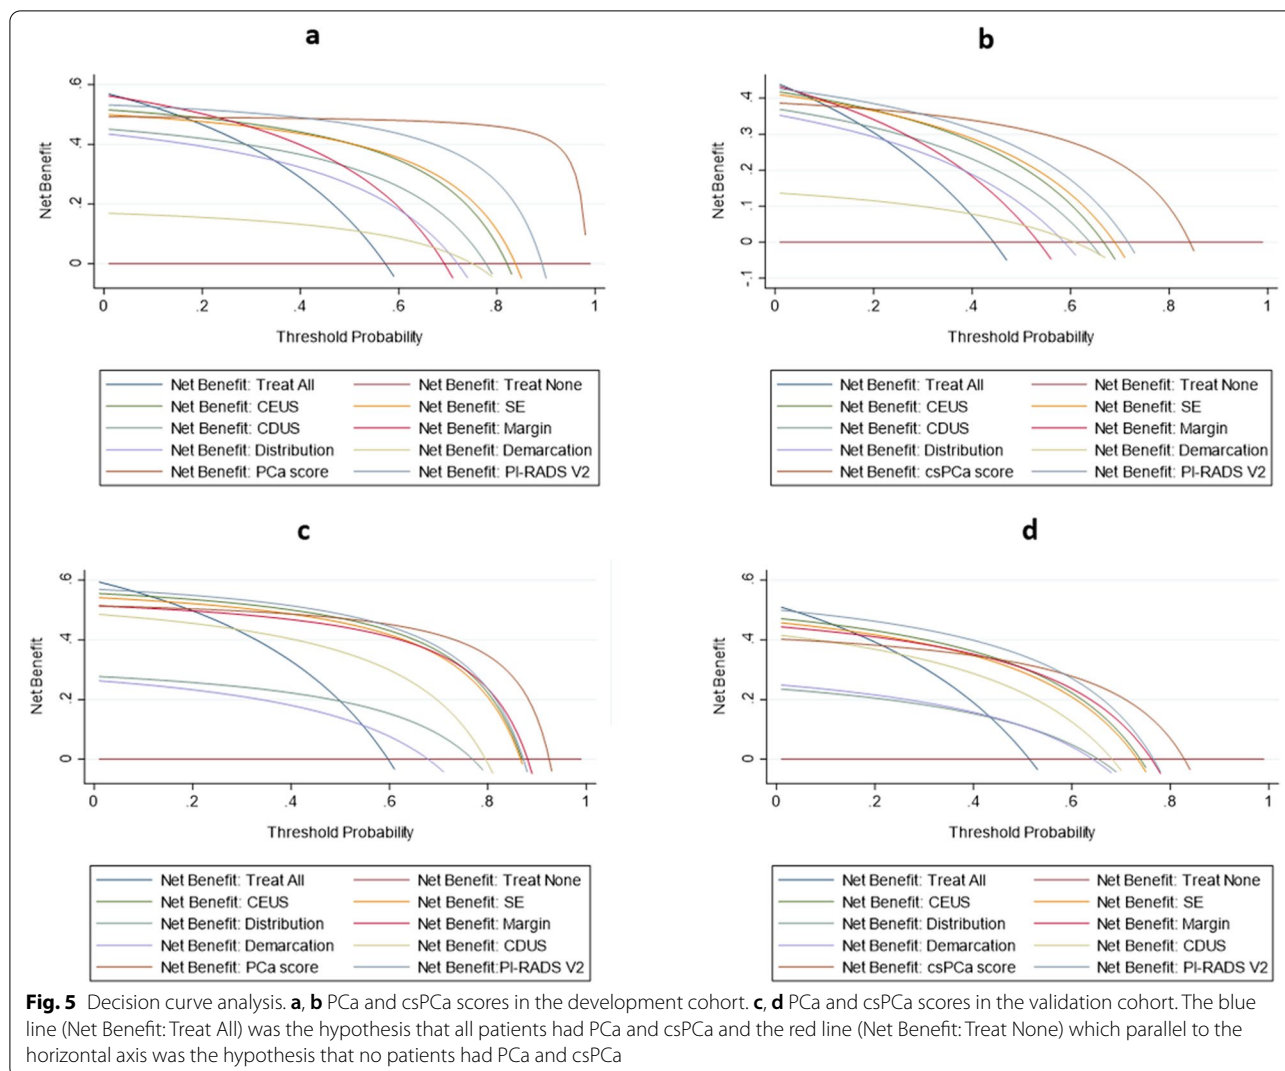 a
Net Benefit
.6
.4
.2
0
0 .2 .4 .6 .8 1
Threshold Probability
Net Benefit: Treat All Net Benefit: Treat None
Net Benefit: CEUS Net Benefit: SE
Net Benefit: CDUS Net Benefit: Margin
Net Benefit: Distribution Net Benefit: Demarcation
Net Benefit: PCa score Net Benefit: PI-RADS V2
b
Net Benefit
.4
.3
.2
.1
0
-.1
0 .2 .4 .6 .8 1
Threshold Probability
Net Benefit: Treat All Net Benefit: Treat None
Net Benefit: CEUS Net Benefit: SE
Net Benefit: CDUS Net Benefit: Margin
Net Benefit: Distribution Net Benefit: Demarcation
Net Benefit: csPCa score Net Benefit: PI-RADS V2
c
Net Benefit
.6
.4
.2
0
0 .2 .4 .6 .8 1
Threshold Probability
Net Benefit: Treat All Net Benefit: Treat None
Net Benefit: CEUS Net Benefit: SE
Net Benefit: Distribution Net Benefit: Margin
Net Benefit: Demarcation Net Benefit: CDUS
Net Benefit: PCa score Net Benefit:PI-RADS V2
d
Net Benefit
.6
.4
.2
0
0 .2 .4 .6 .8 1
Threshold Probability
Net Benefit: Treat All Net Benefit: Treat None
Net Benefit: CEUS Net Benefit: SE
Net Benefit: Distribution Net Benefit: Margin
Net Benefit: Demarcation Net Benefit: CDUS
Net Benefit: csPCa score Net Benefit: PI-RADS V2
Fig. 5 Decision curve analysis. a, b PCa and csPCa scores in the development cohort. c, d PCa and csPCa scores in the validation cohort. The blue
line (Net Benefit: Treat All) was the hypothesis that all patients had PCa and csPCa and the red line (Net Benefit: Treat None) which parallel to the
horizontal axis was the hypothesis that no patients had PCa and csPCa